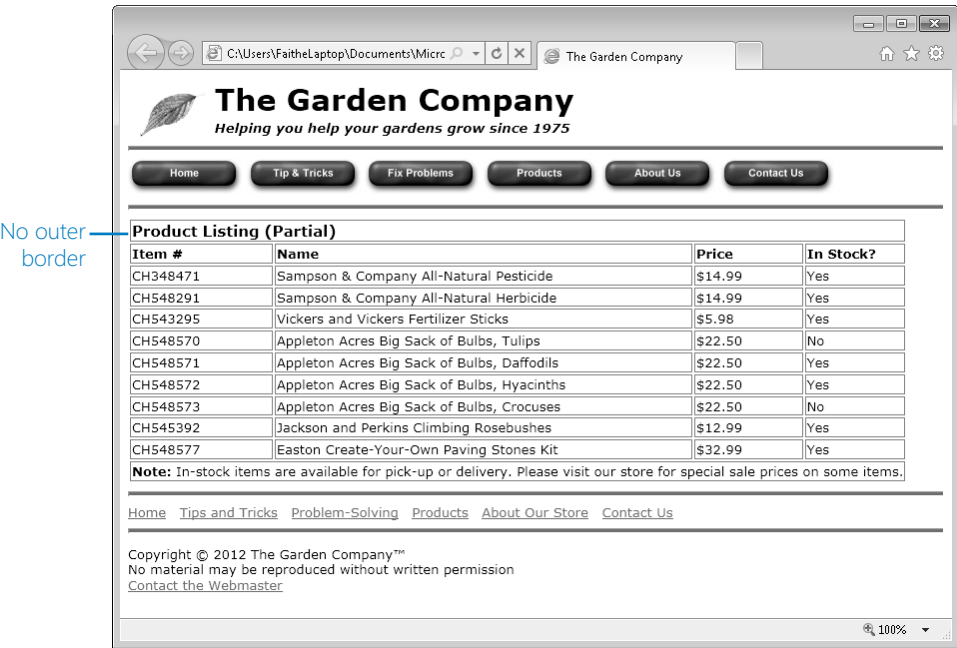 C:\Users\FaitheLaptop\Documents\Micrc
The Garden Company
The Garden Company
Helping you help your gardens grow since 1975
Home Tip & Tricks Fix Problems Products About Us Contact Us
No outer
border
Product Listing (Partial)
Item # Name Price In Stock?
CH348471 Sampson & Company All-Natural Pesticide $14.99 Yes
CH548291 Sampson & Company All-Natural Herbicide $14.99 Yes
CH543295 Vickers and Vickers Fertilizer Sticks $5.98 Yes
CH548570 Appleton Acres Big Sack of Bulbs, Tulips $22.50 No
CH548571 Appleton Acres Big Sack of Bulbs, Daffodils $22.50 Yes
CH548572 Appleton Acres Big Sack of Bulbs, Hyacinths $22.50 Yes
CH548573 Appleton Acres Big Sack of Bulbs, Crocuses $22.50 No
CH545392 Jackson and Perkins Climbing Rosebushes $12.99 Yes
CH548577 Easton Create-Your-Own Paving Stones Kit $32.99 Yes
Note: In-stock items are available for pick-up or delivery. Please visit our store for special sale prices on some items.
Home Tips and Tricks Problem-Solving Products About Our Store Contact Us
Copyright © 2012 The Garden Company™
No material may be reproduced without written permission
Contact the Webmaster
100%